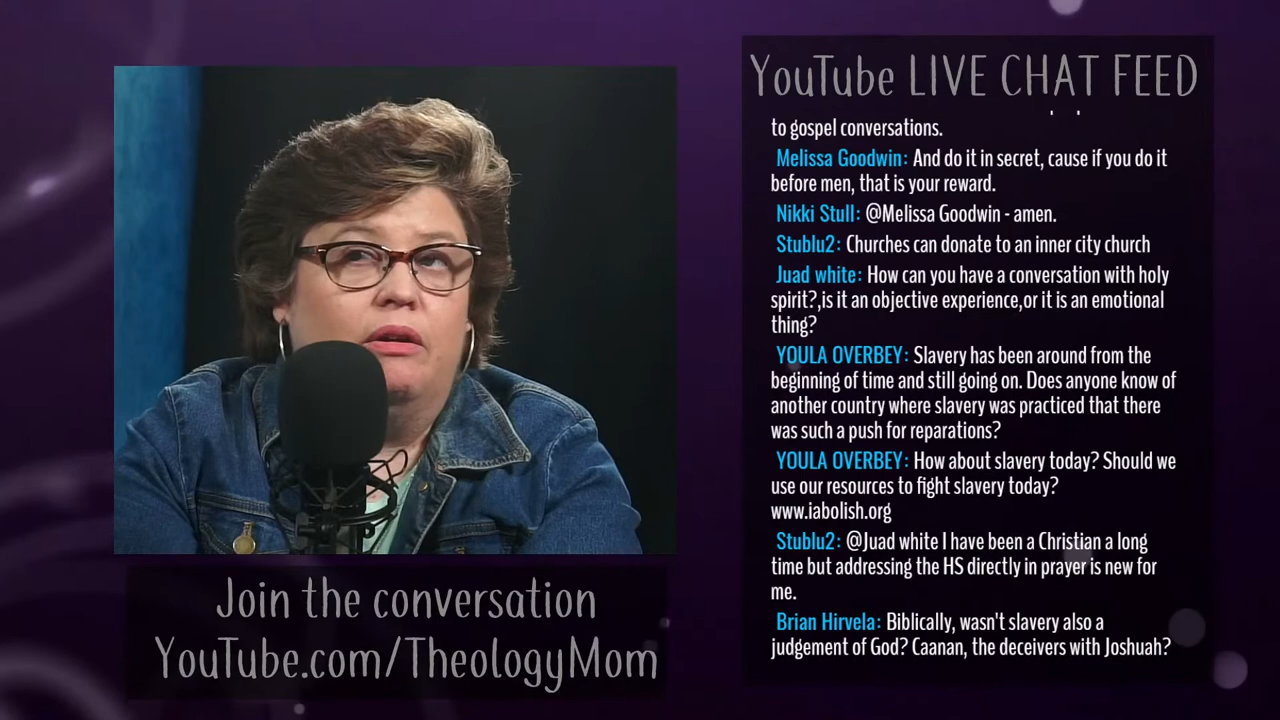 YouTube LIVE CHAT FEED
to gospel conversations.
Melissa Goodwin: And do it in secret, cause if you do it
before men, that is your reward.
Nikki Stull: @Melissa Goodwin - amen.
Stublu2: Churches can donate to an inner city church
Juad white: How can you have a conversation with holy
spirit?,is it an objective experience,or it is an emotional
thing?
YOULA OVERBEY: Slavery has been around from the
beginning of time and still going on. Does anyone know of
another country where slavery was practiced that there
was such a push for reparations?
YOULA OVERBEY: How about slavery today? Should we
use our resources to fight slavery today?
www.iabolish.org
Stublu2: @Juad white I have been a Christian a long
time but addressing the HS directly in prayer is new for
me.
Brian Hirvela: Biblically, wasn't slavery also a
judgement of God? Caanan, the deceivers with Joshuah?
Join the conversation
YouTube.com/TheologyMom